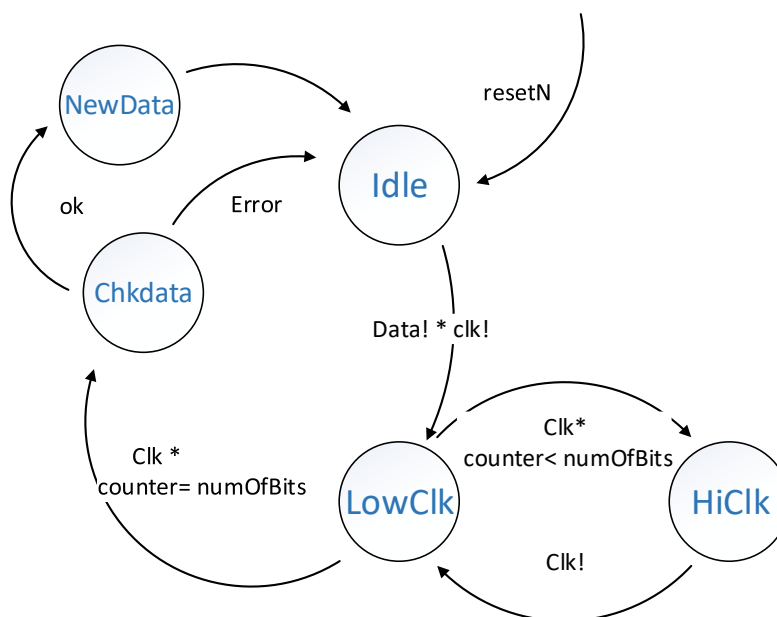 NewData
resetN
Idle
ok
Error
Chkdata
Data! * clk!
Clk*
counter< numOfBits
Clk *
counter= numOfBits
LowClk
HiClk
Clk!